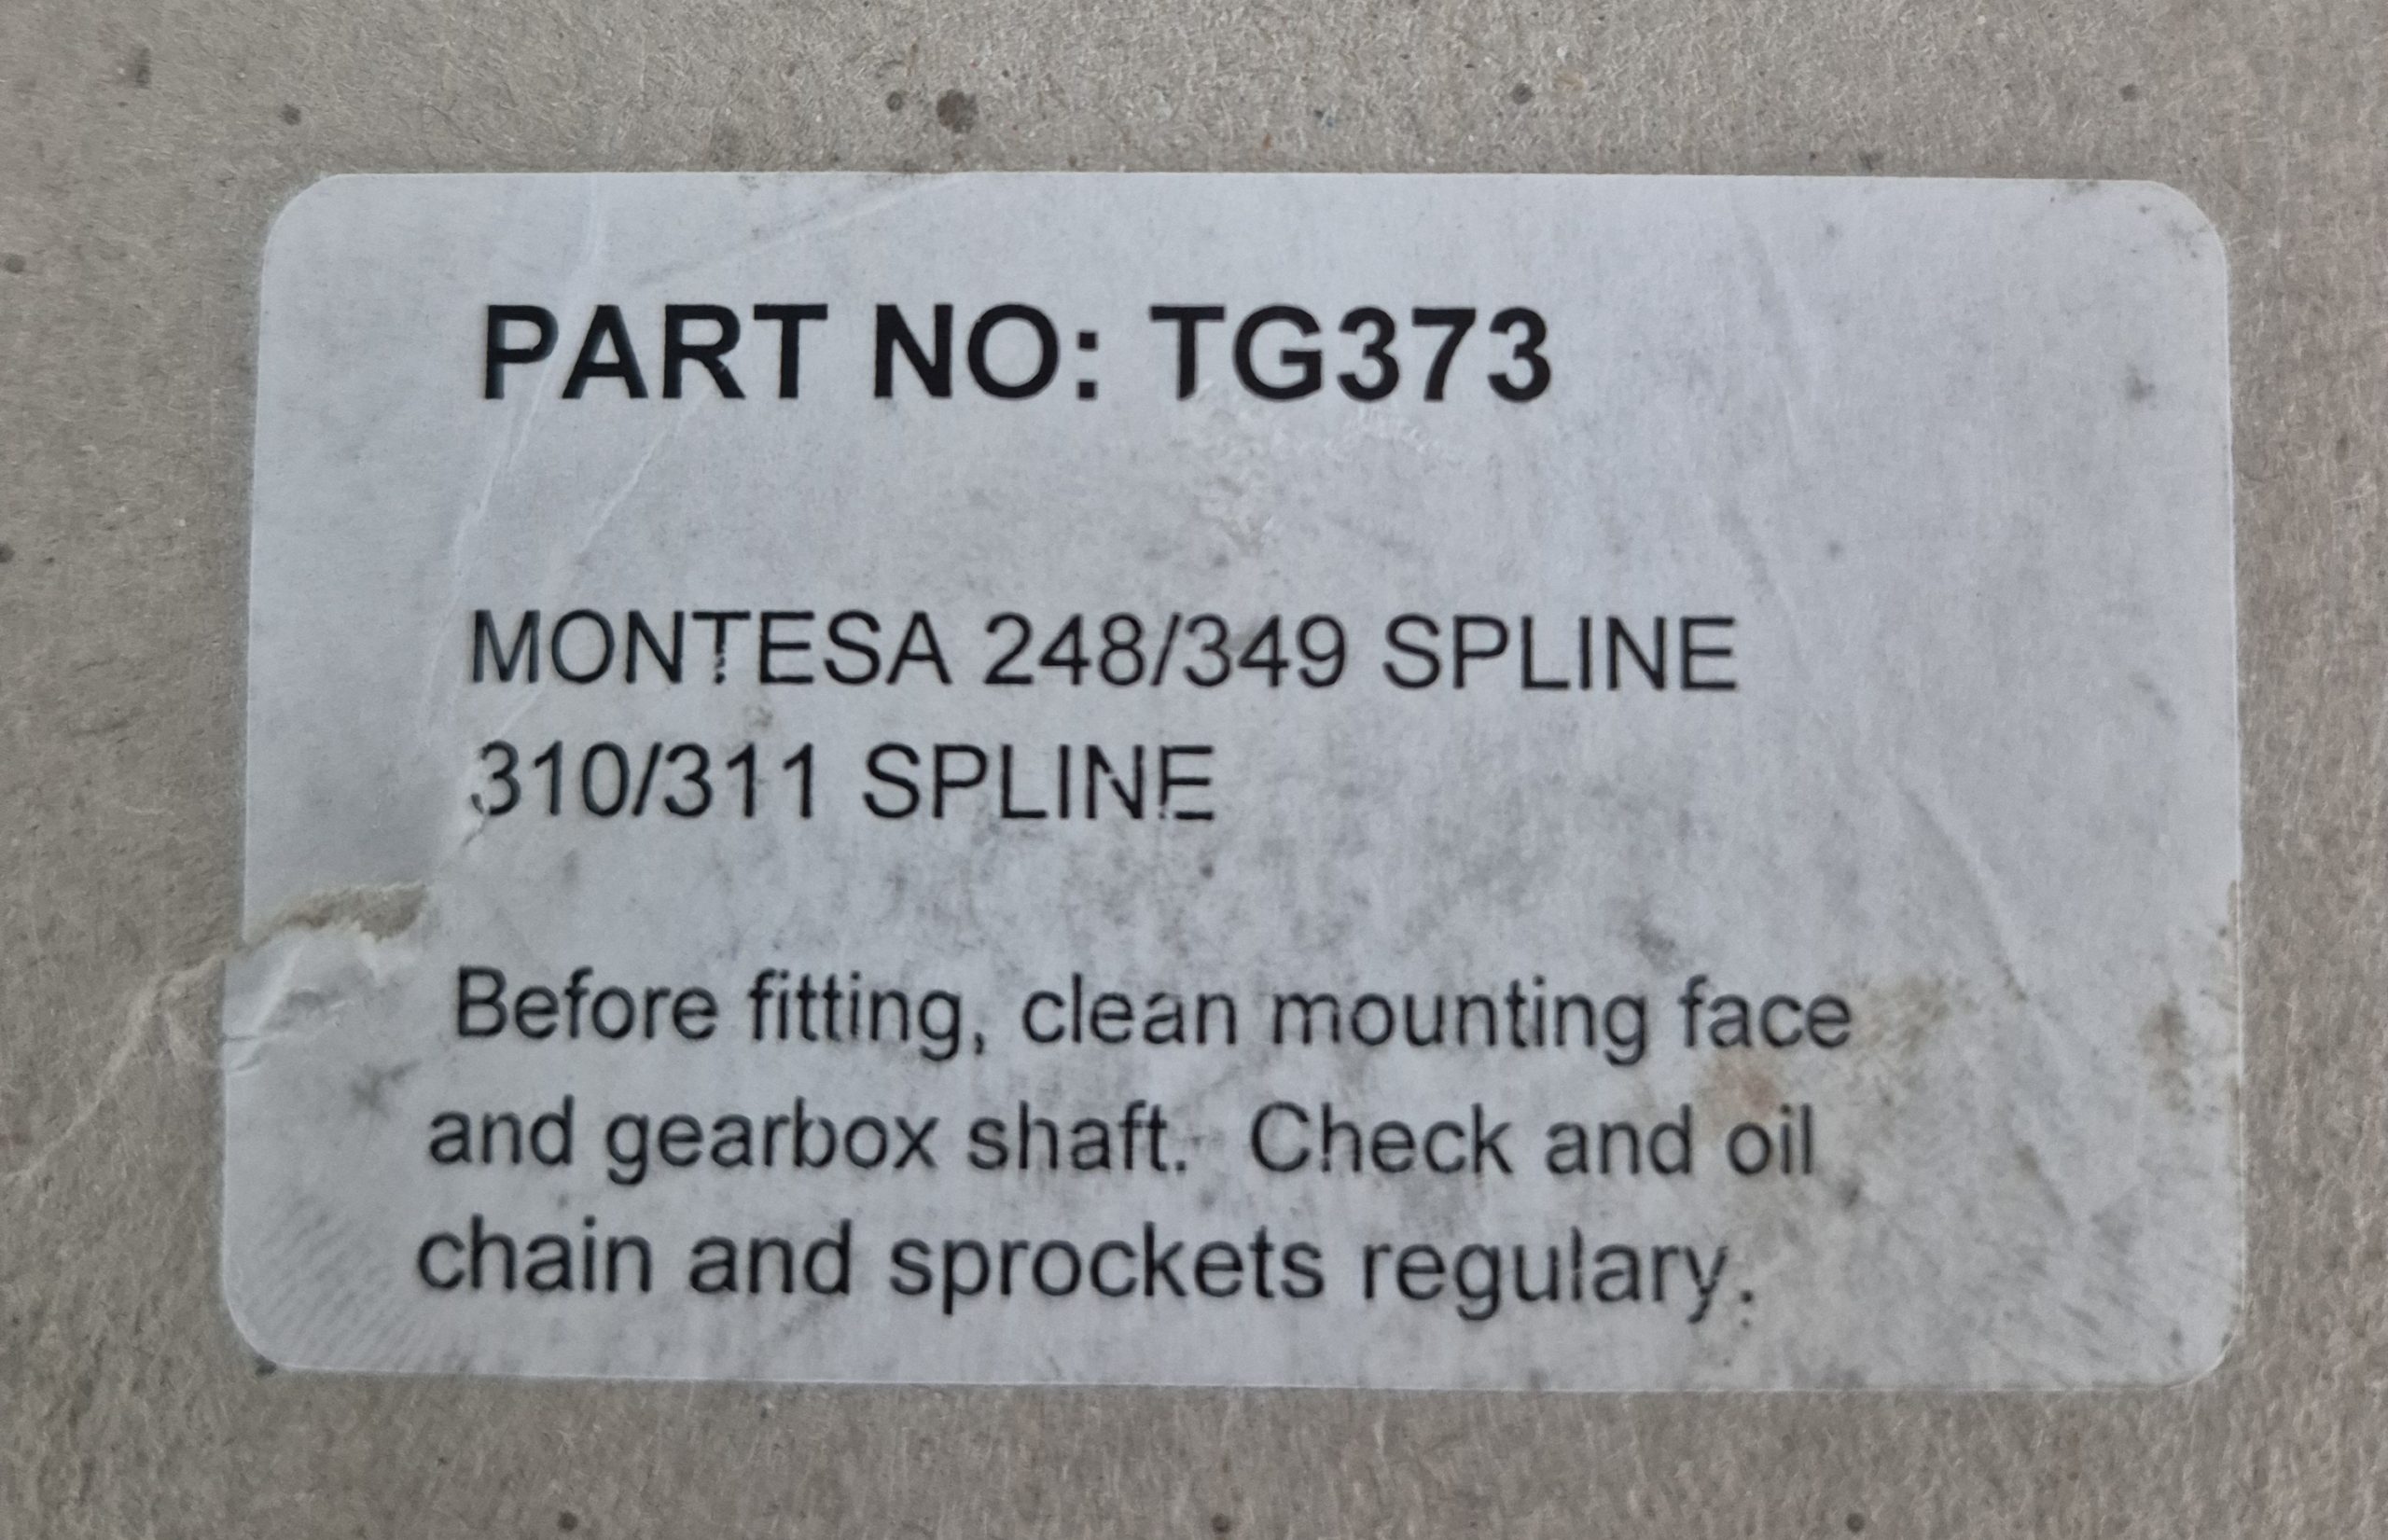 PART NO: TG373
MONTESA 248/349 SPLINE
310/311 SPLINE
Before fitting, clean mounting face
and gearbox shaft.  Check and oil
chain and sprockets regulary.